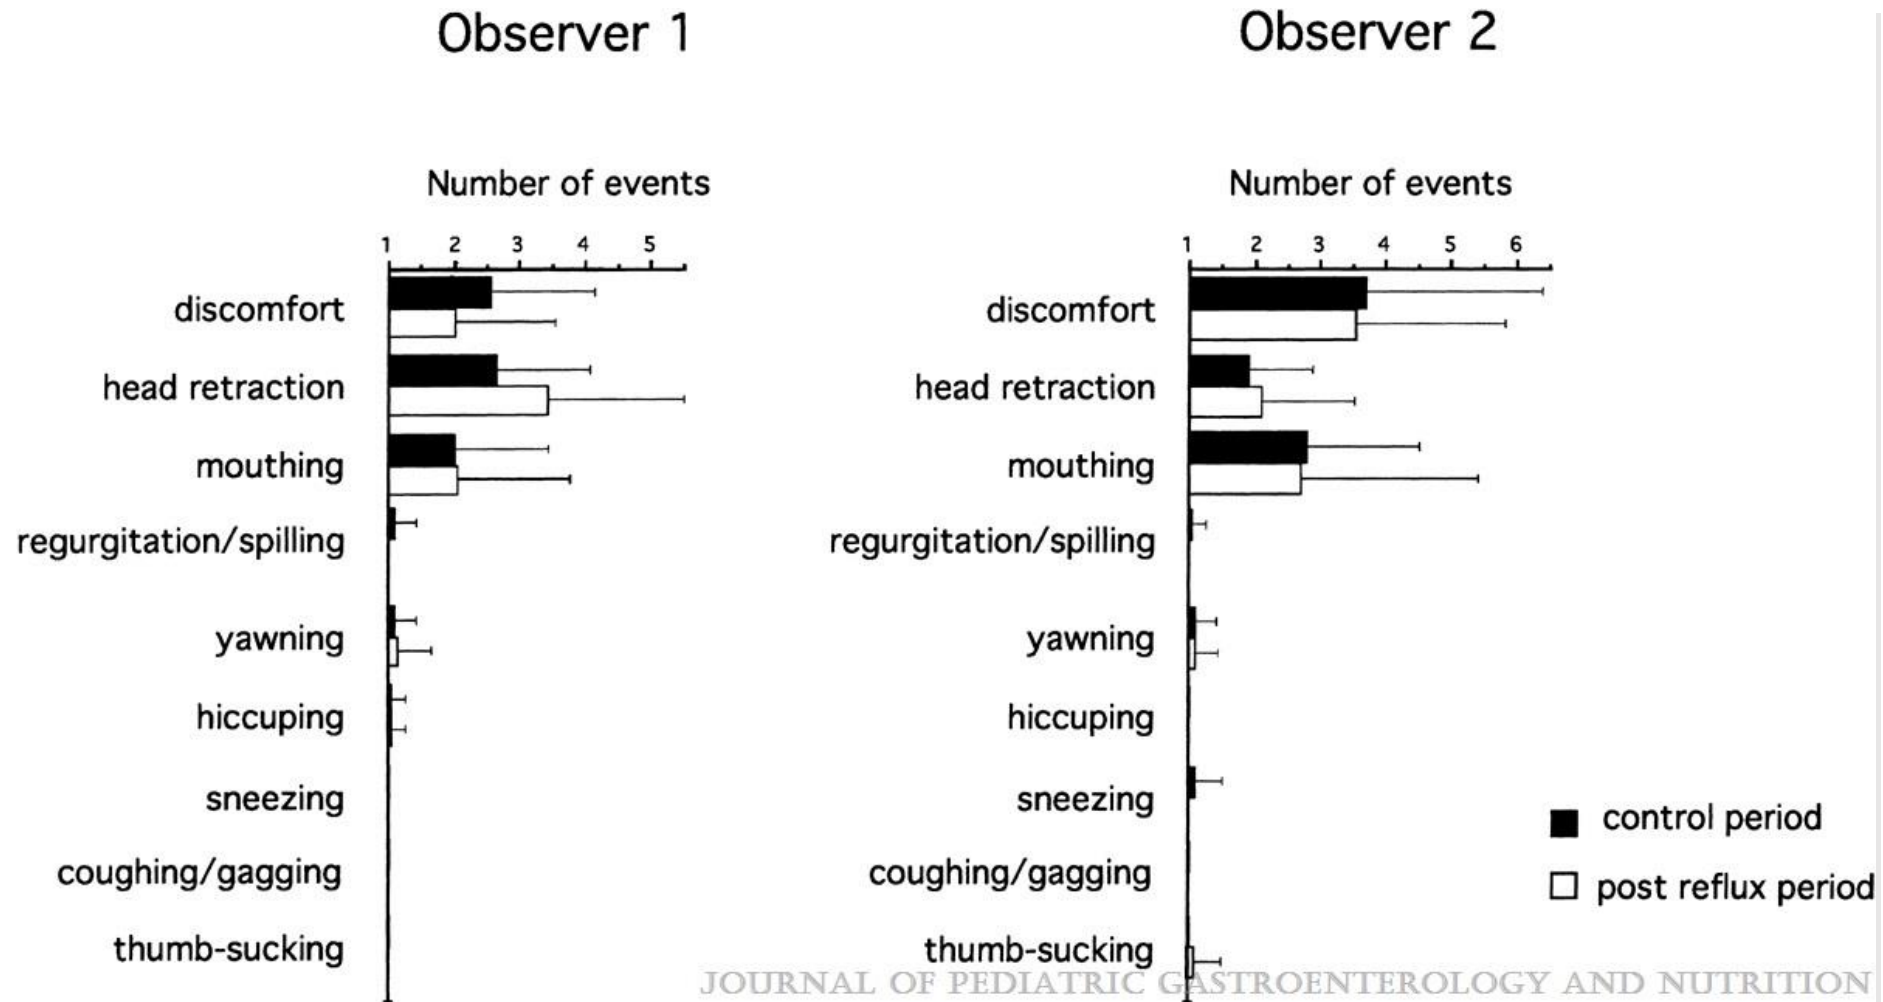 Observer 1
Number of events
1 2 3 4 5
discomfort
head retraction
mouthing
regurgitation/spilling
yawning
hiccuping
sneezing
coughing/gagging
thumb-sucking
Observer 2
Number of events
1 2 3 4 5 6
discomfort
head retraction
mouthing
regurgitation/spilling
yawning
hiccuping
sneezing
coughing/gagging
thumb-sucking
control period
post reflux period
JOURNAL OF PEDIATRIC GASTROENTEROLOGY AND NUTRITION